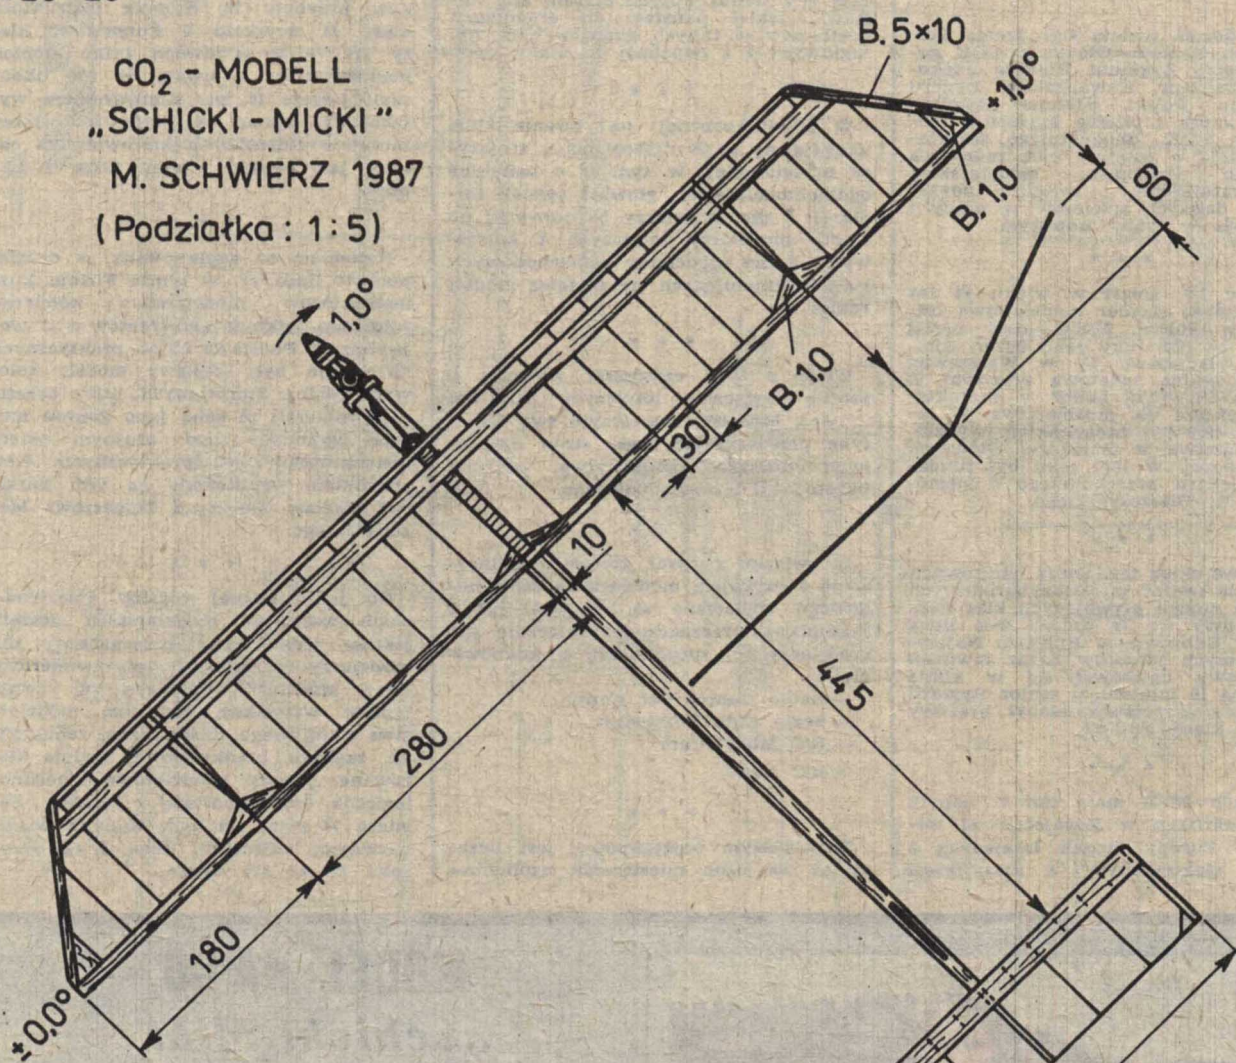 CO₂ - MODELL
„SCHICKI - MICKI"
M. SCHWIERZ 1987
(Podziałka : 1:5)
B. 5×10
+1,0°
B. 1,0
60
1,0°
B. 1,0
30
10
445
280
180
±0,0°